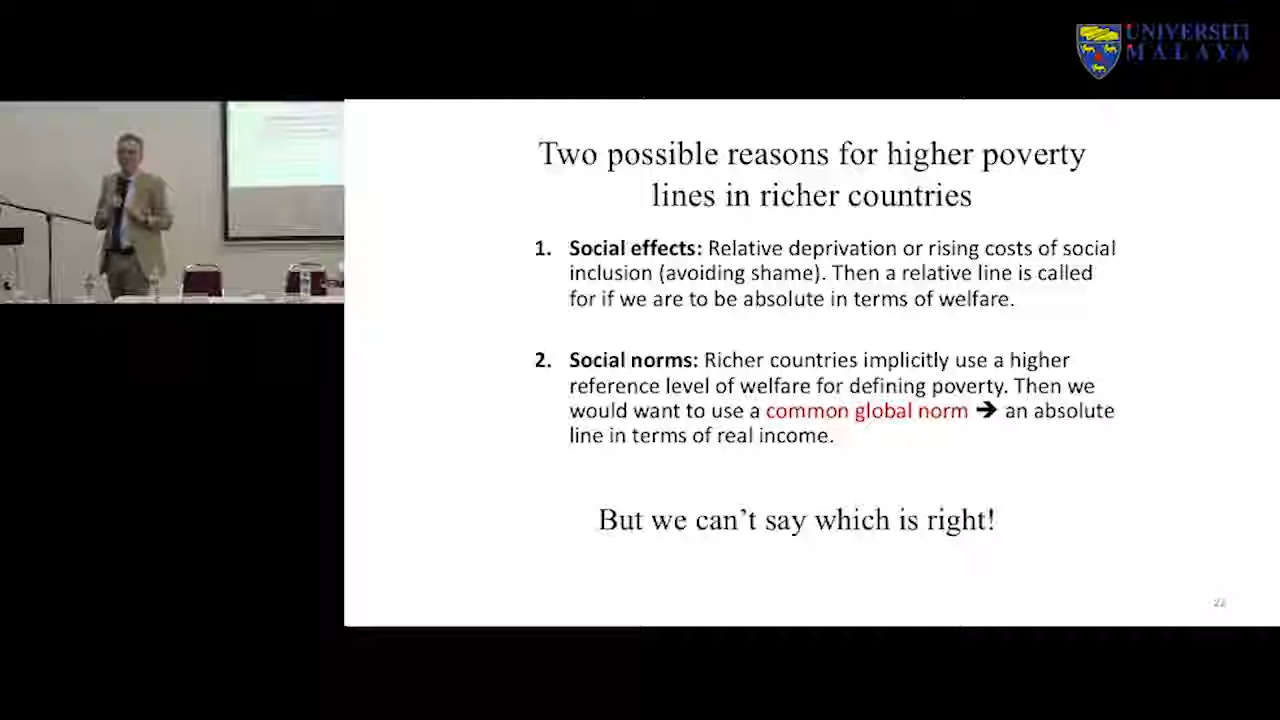 UNIVERSITI
MALAYA
Two possible reasons for higher poverty
lines in richer countries
1. Social effects: Relative deprivation or rising costs of social
inclusion (avoiding shame). Then a relative line is called
for if we are to be absolute in terms of welfare.
2. Social norms: Richer countries implicitly use a higher
reference level of welfare for defining poverty. Then we
would want to use a common global norm ➔ an absolute
line in terms of real income.
But we can't say which is right!
22